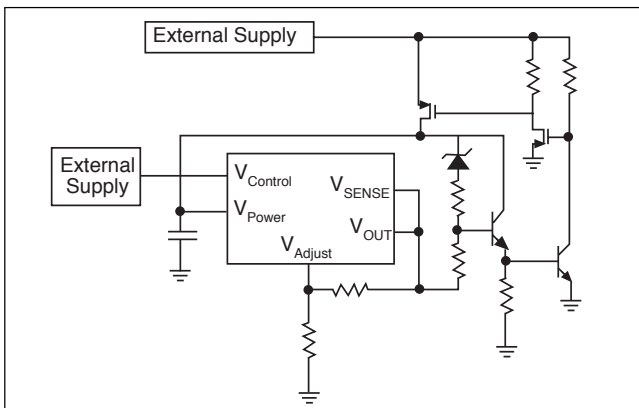 External Supply
External
Supply
VControl
VSENSE
VPower
VOUT
VAdjust